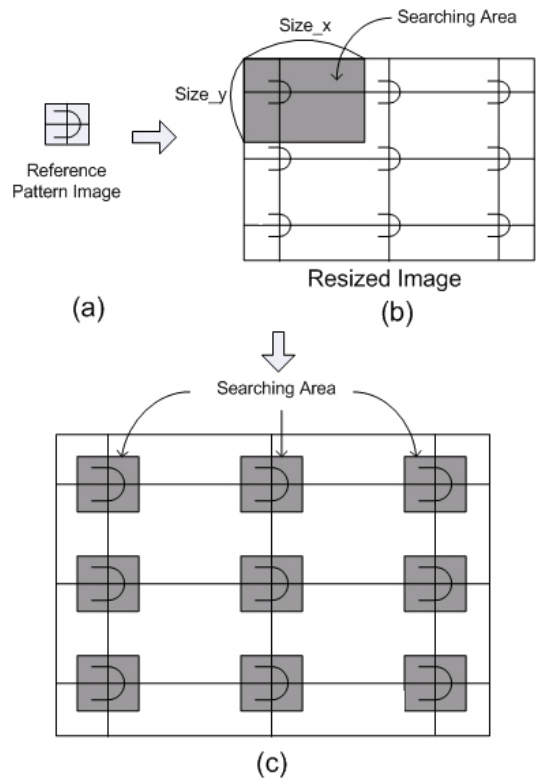 Size_x
Searching Area
Size_y
Reference
Pattern Image
Resized Image
(a)
(b)
Searching Area
(c)